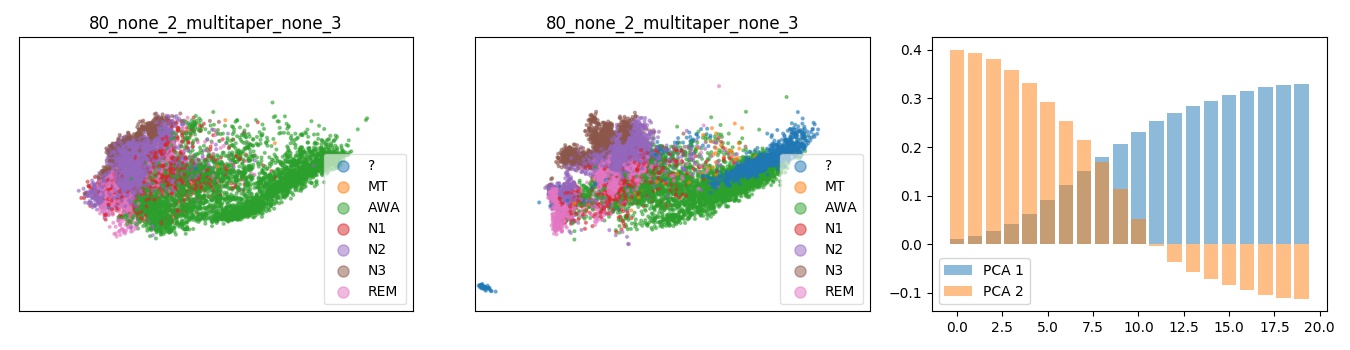 80_none_2_multitaper_none_3
?
MT
AWA
N1
N2
N3
REM
80_none_2_multitaper_none_3
?
MT
AWA
N1
N2
N3
REM
0.4
0.3
0.2
0.1
0.0
−0.1
PCA 1
PCA 2
0.0 2.5 5.0 7.5 10.0 12.5 15.0 17.5 20.0